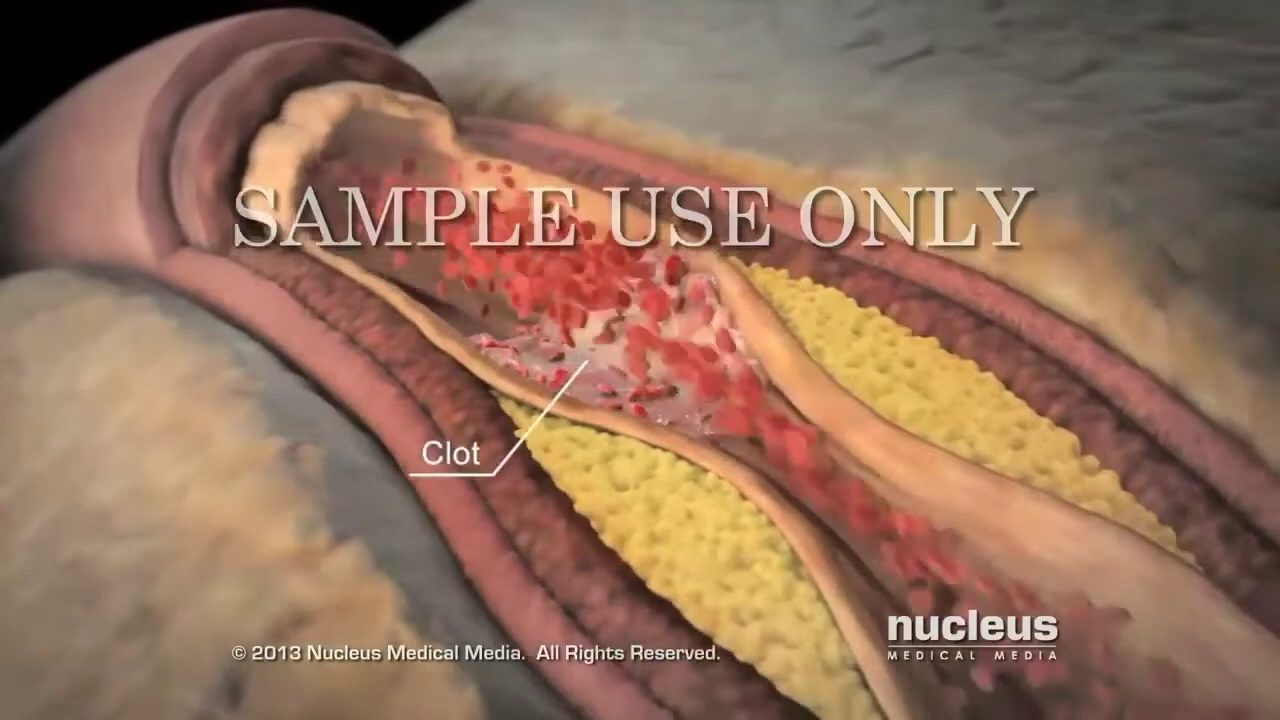 SAMPLE USE ONLY
Clot
nucleus
MEDICAL MEDIA
© 2013 Nucleus Medical Media. All Rights Reserved.